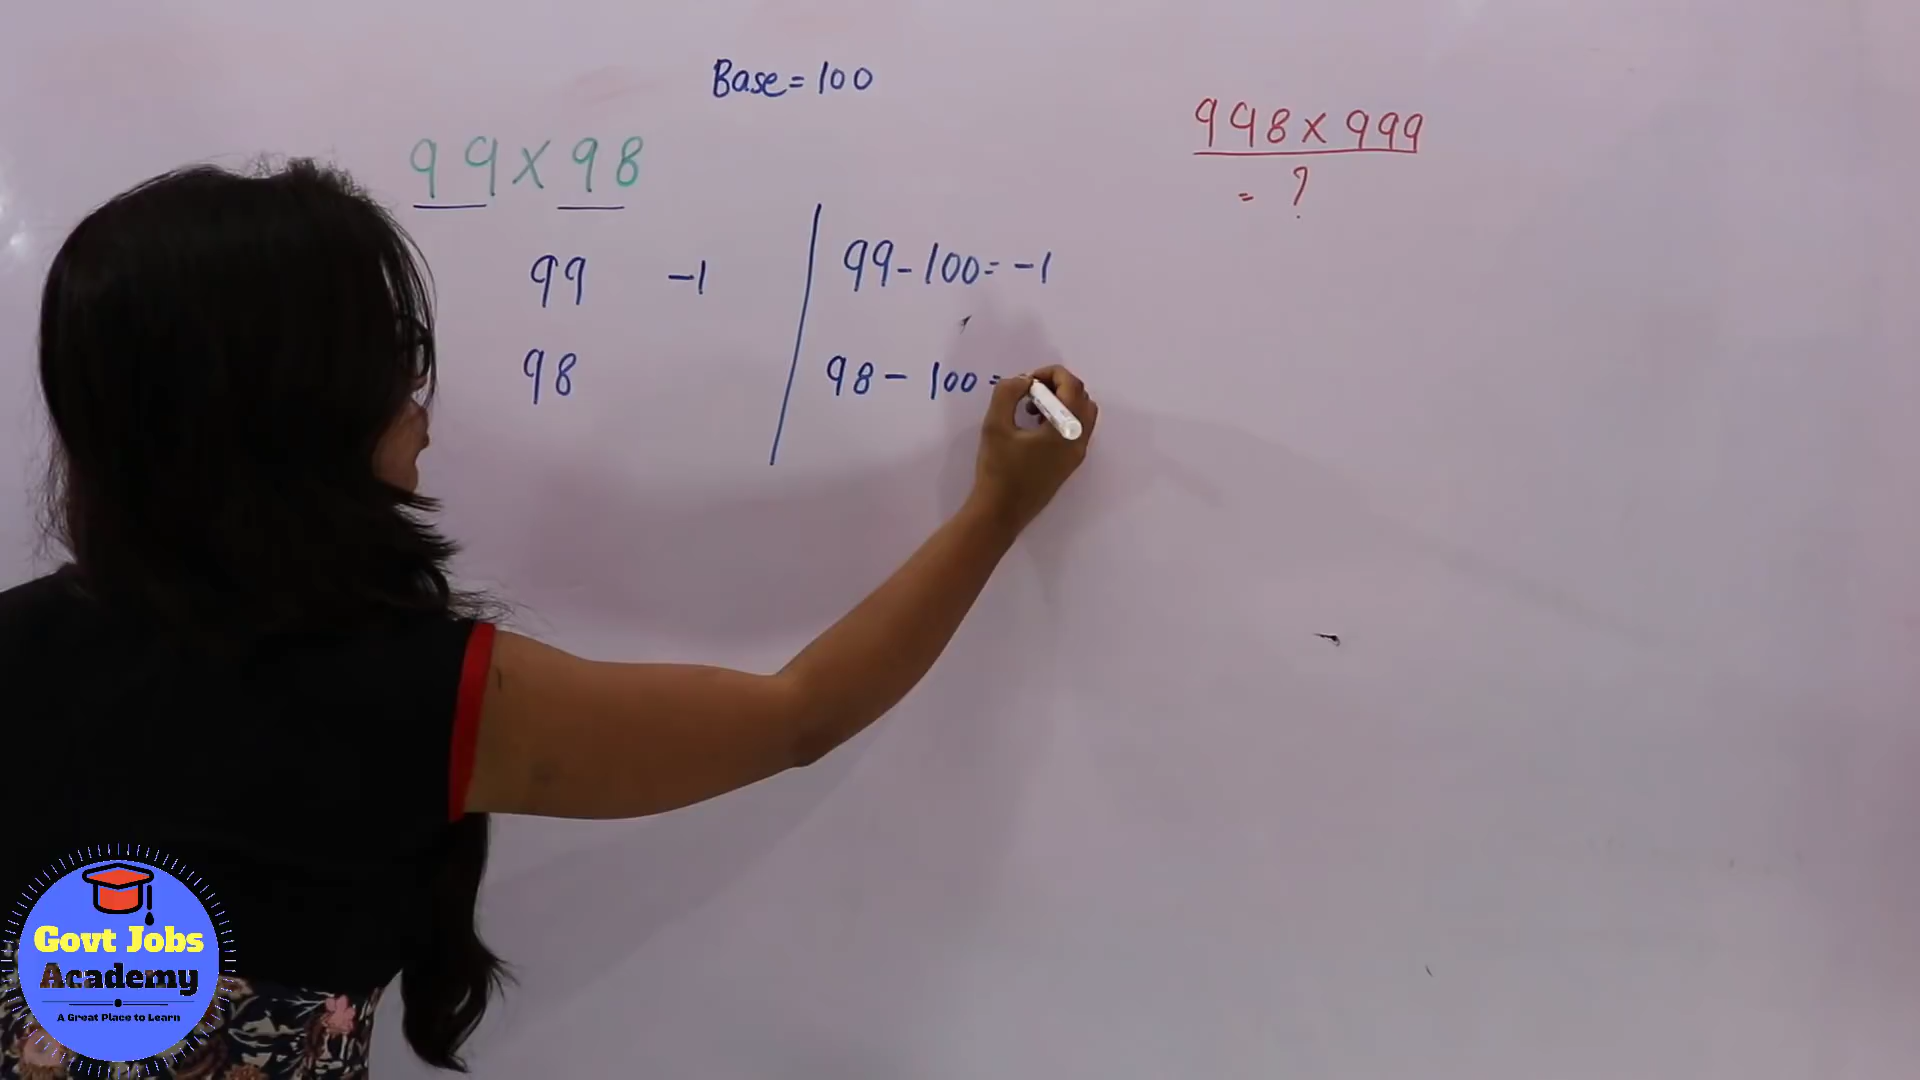 Base = 100
99 x 98
998 x 999
= ?
99 -1
99 - 100 = -1
98
98 - 100 =
Govt Jobs
Academy
A Great Place to Learn